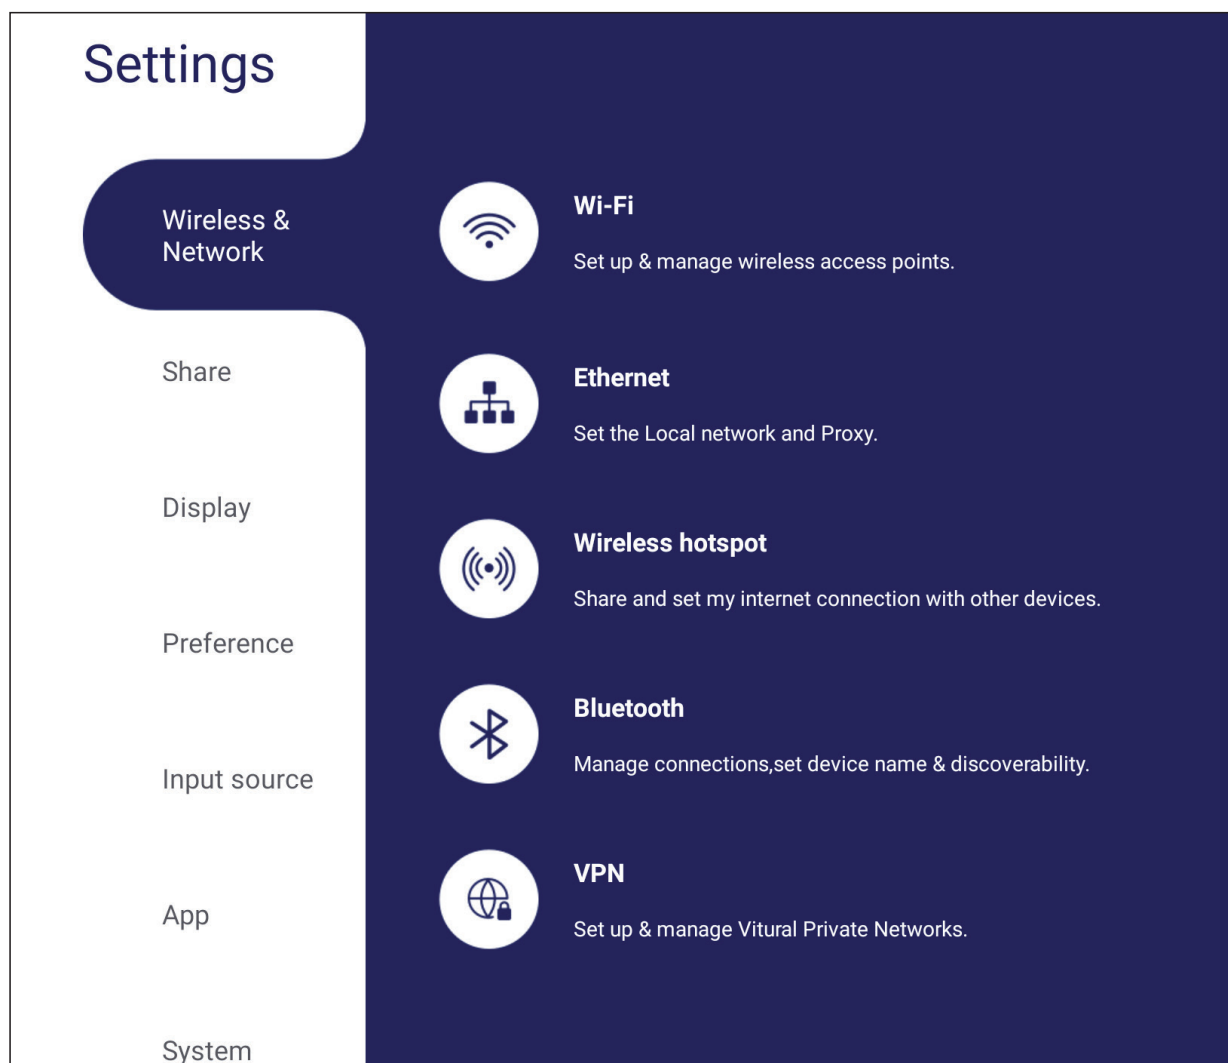 Settings
Wireless &
Network
Share
Display
Preference
Input source
App
System
Wi-Fi
Set up & manage wireless access points.
Ethernet
Set the Local network and Proxy.
Wireless hotspot
Share and set my internet connection with other devices.
Bluetooth
Manage connections,set device name & discoverability.
VPN
Set up & manage Vitural Private Networks.